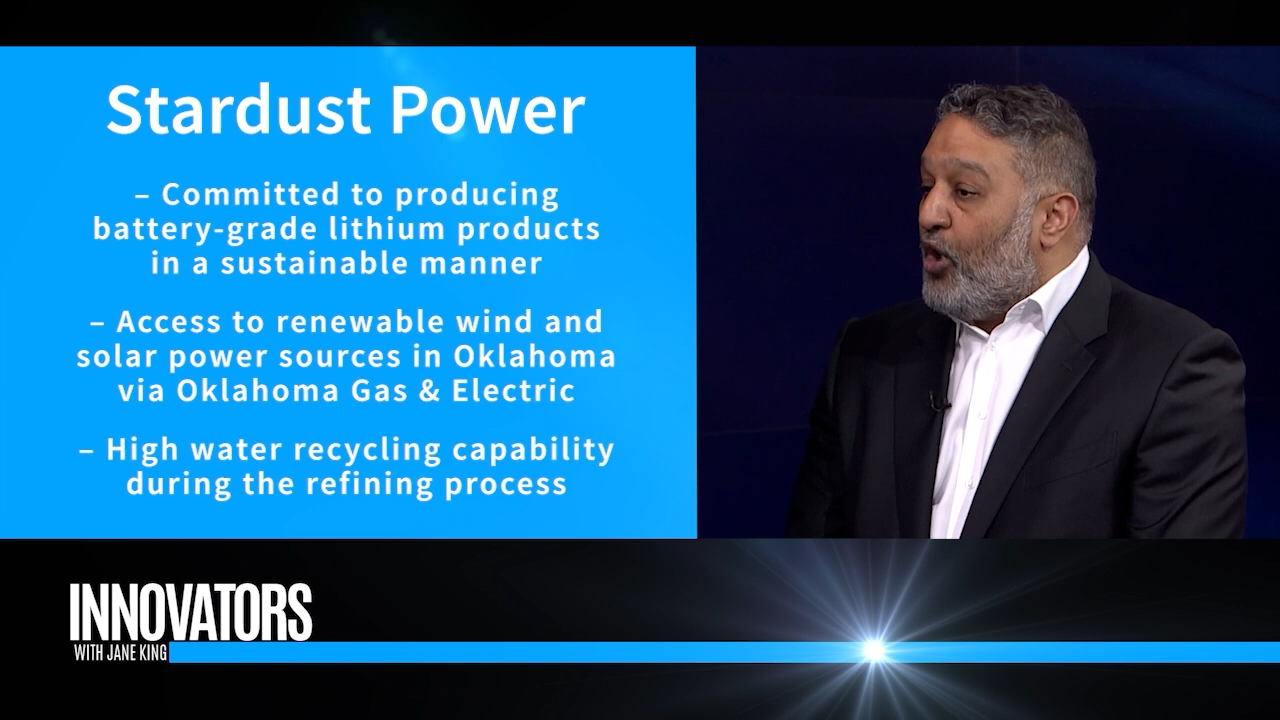 Stardust Power
– Committed to producing
battery-grade lithium products
in a sustainable manner
– Access to renewable wind and
solar power sources in Oklahoma
via Oklahoma Gas & Electric
– High water recycling capability
during the refining process
INNOVATORS
WITH JANE KING